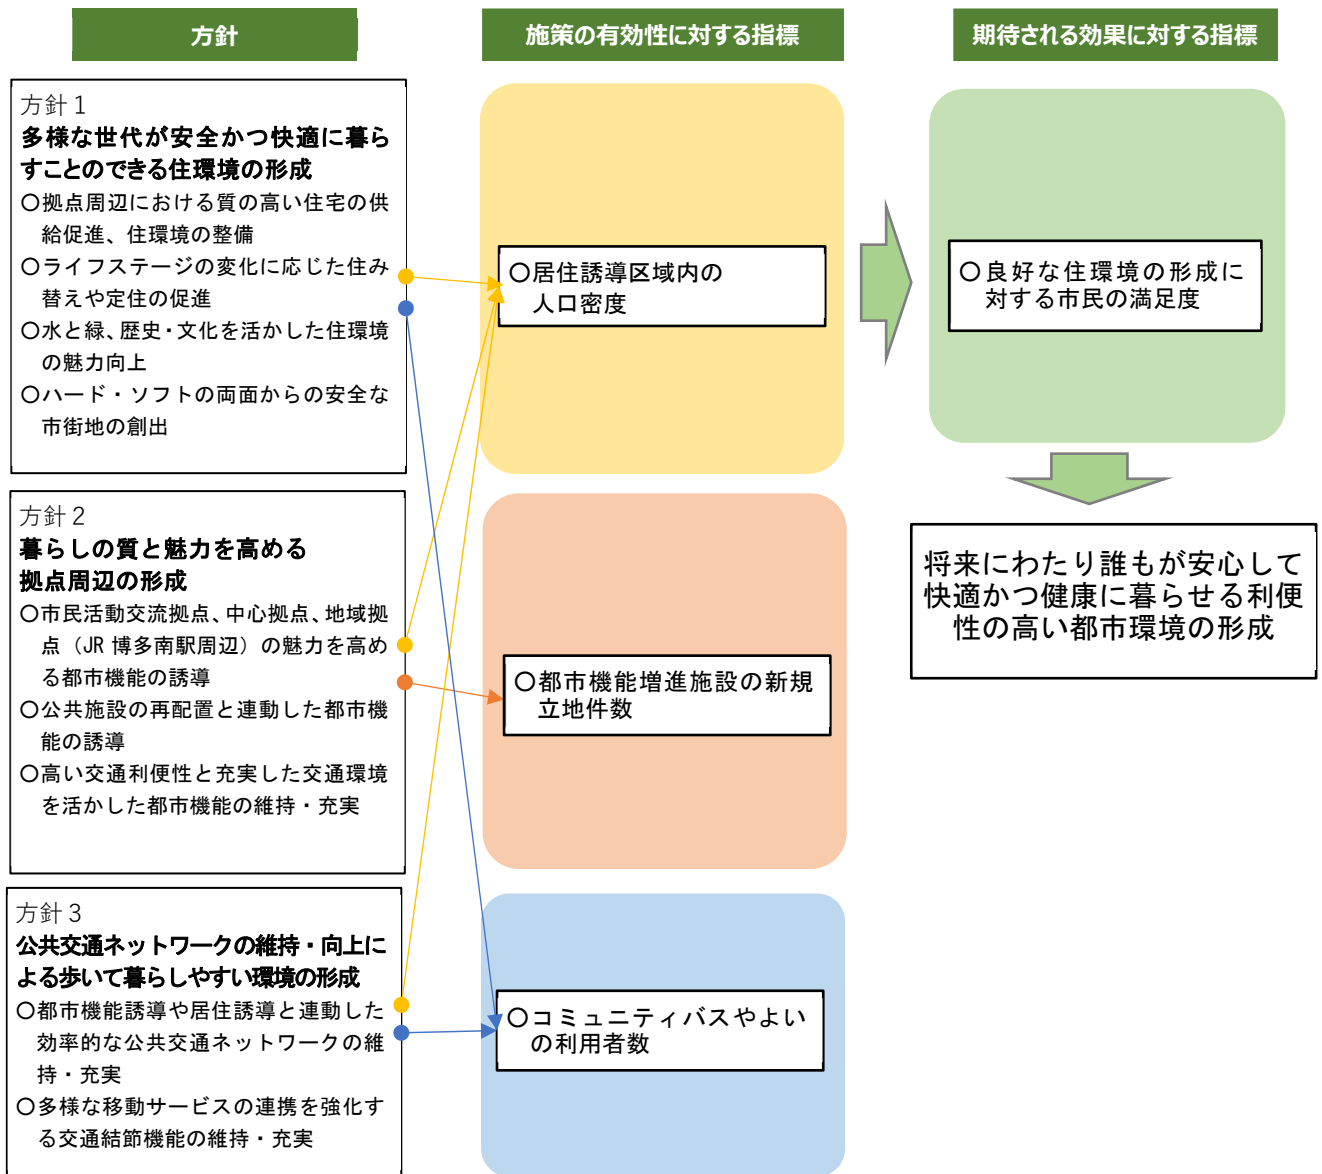 方針
施策の有効性に対する指標
期待される効果に対する指標
方針１
多様な世代が安全かつ快適に暮ら
すことのできる住環境の形成
〇拠点周辺における質の高い住宅の供
給促進、住環境の整備
〇ライフステージの変化に応じた住み
替えや定住の促進
〇水と緑、歴史・文化を活かした住環境
の魅力向上
〇ハード・ソフトの両面からの安全な
市街地の創出
方針２
暮らしの質と魅力を高める
拠点周辺の形成
〇市民活動交流拠点、中心拠点、地域拠
点（JR 博多南駅周辺）の魅力を高め
る都市機能の誘導
〇公共施設の再配置と連動した都市機
能の誘導
〇高い交通利便性と充実した交通環境
を活かした都市機能の維持・充実
方針３
公共交通ネットワークの維持・向上に
よる歩いて暮らしやすい環境の形成
〇都市機能誘導や居住誘導と連動した
効率的な公共交通ネットワークの維
持・充実
〇多様な移動サービスの連携を強化す
る交通結節機能の維持・充実
〇居住誘導区域内の
人口密度
〇都市機能増進施設の新規
立地件数
〇コミュニティバスやよい
の利用者数
〇良好な住環境の形成に
対する市民の満足度
将来にわたり誰もが安心して
快適かつ健康に暮らせる利便
性の高い都市環境の形成